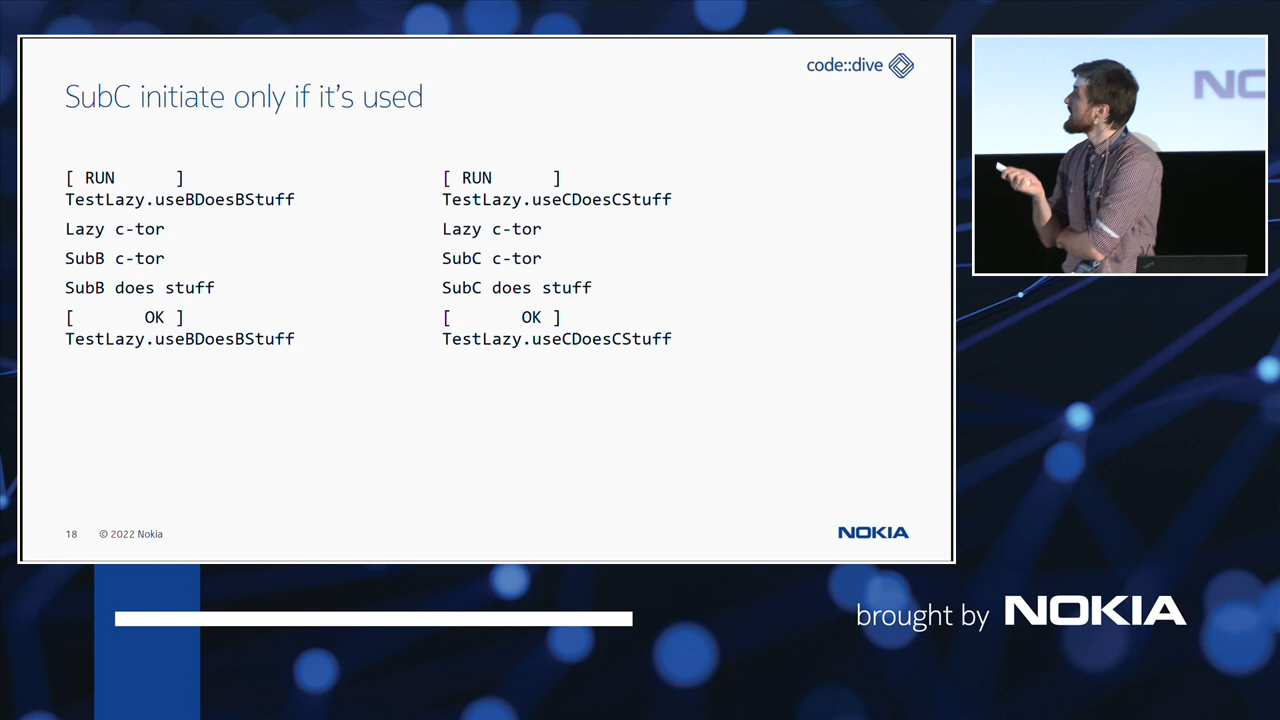 code::dive
SubC initiate only if it's used
[ RUN      ]
TestLazy.useBDoesBStuff
Lazy c-tor
SubB c-tor
SubB does stuff
[       OK ]
TestLazy.useBDoesBStuff
[ RUN      ]
TestLazy.useCDoesCStuff
Lazy c-tor
SubC c-tor
SubC does stuff
[       OK ]
TestLazy.useCDoesCStuff
18 © 2022 Nokia
NOKIA
NO
brought by NOKIA